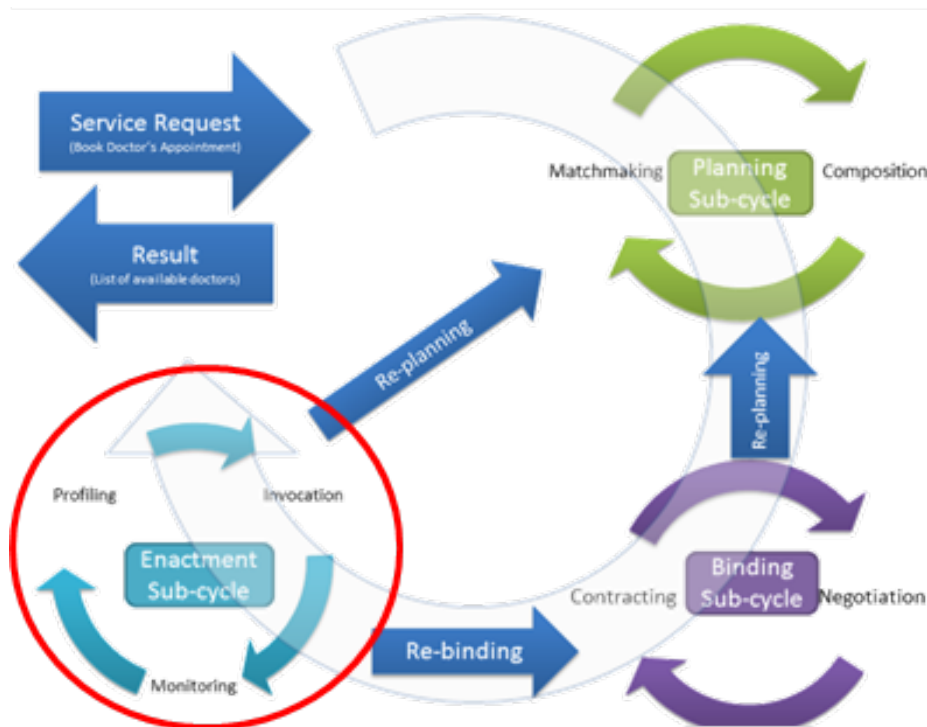 Service Request
(Book Doctor's Appointment)
Result
(List of available doctors)
Matchmaking
Planning
Sub-cycle
Composition
Re-planning
Re-planning
Profiling
Invocation
Enactment
Sub-cycle
Monitoring
Re-binding
Contracting
Binding
Sub-cycle
Negotiation